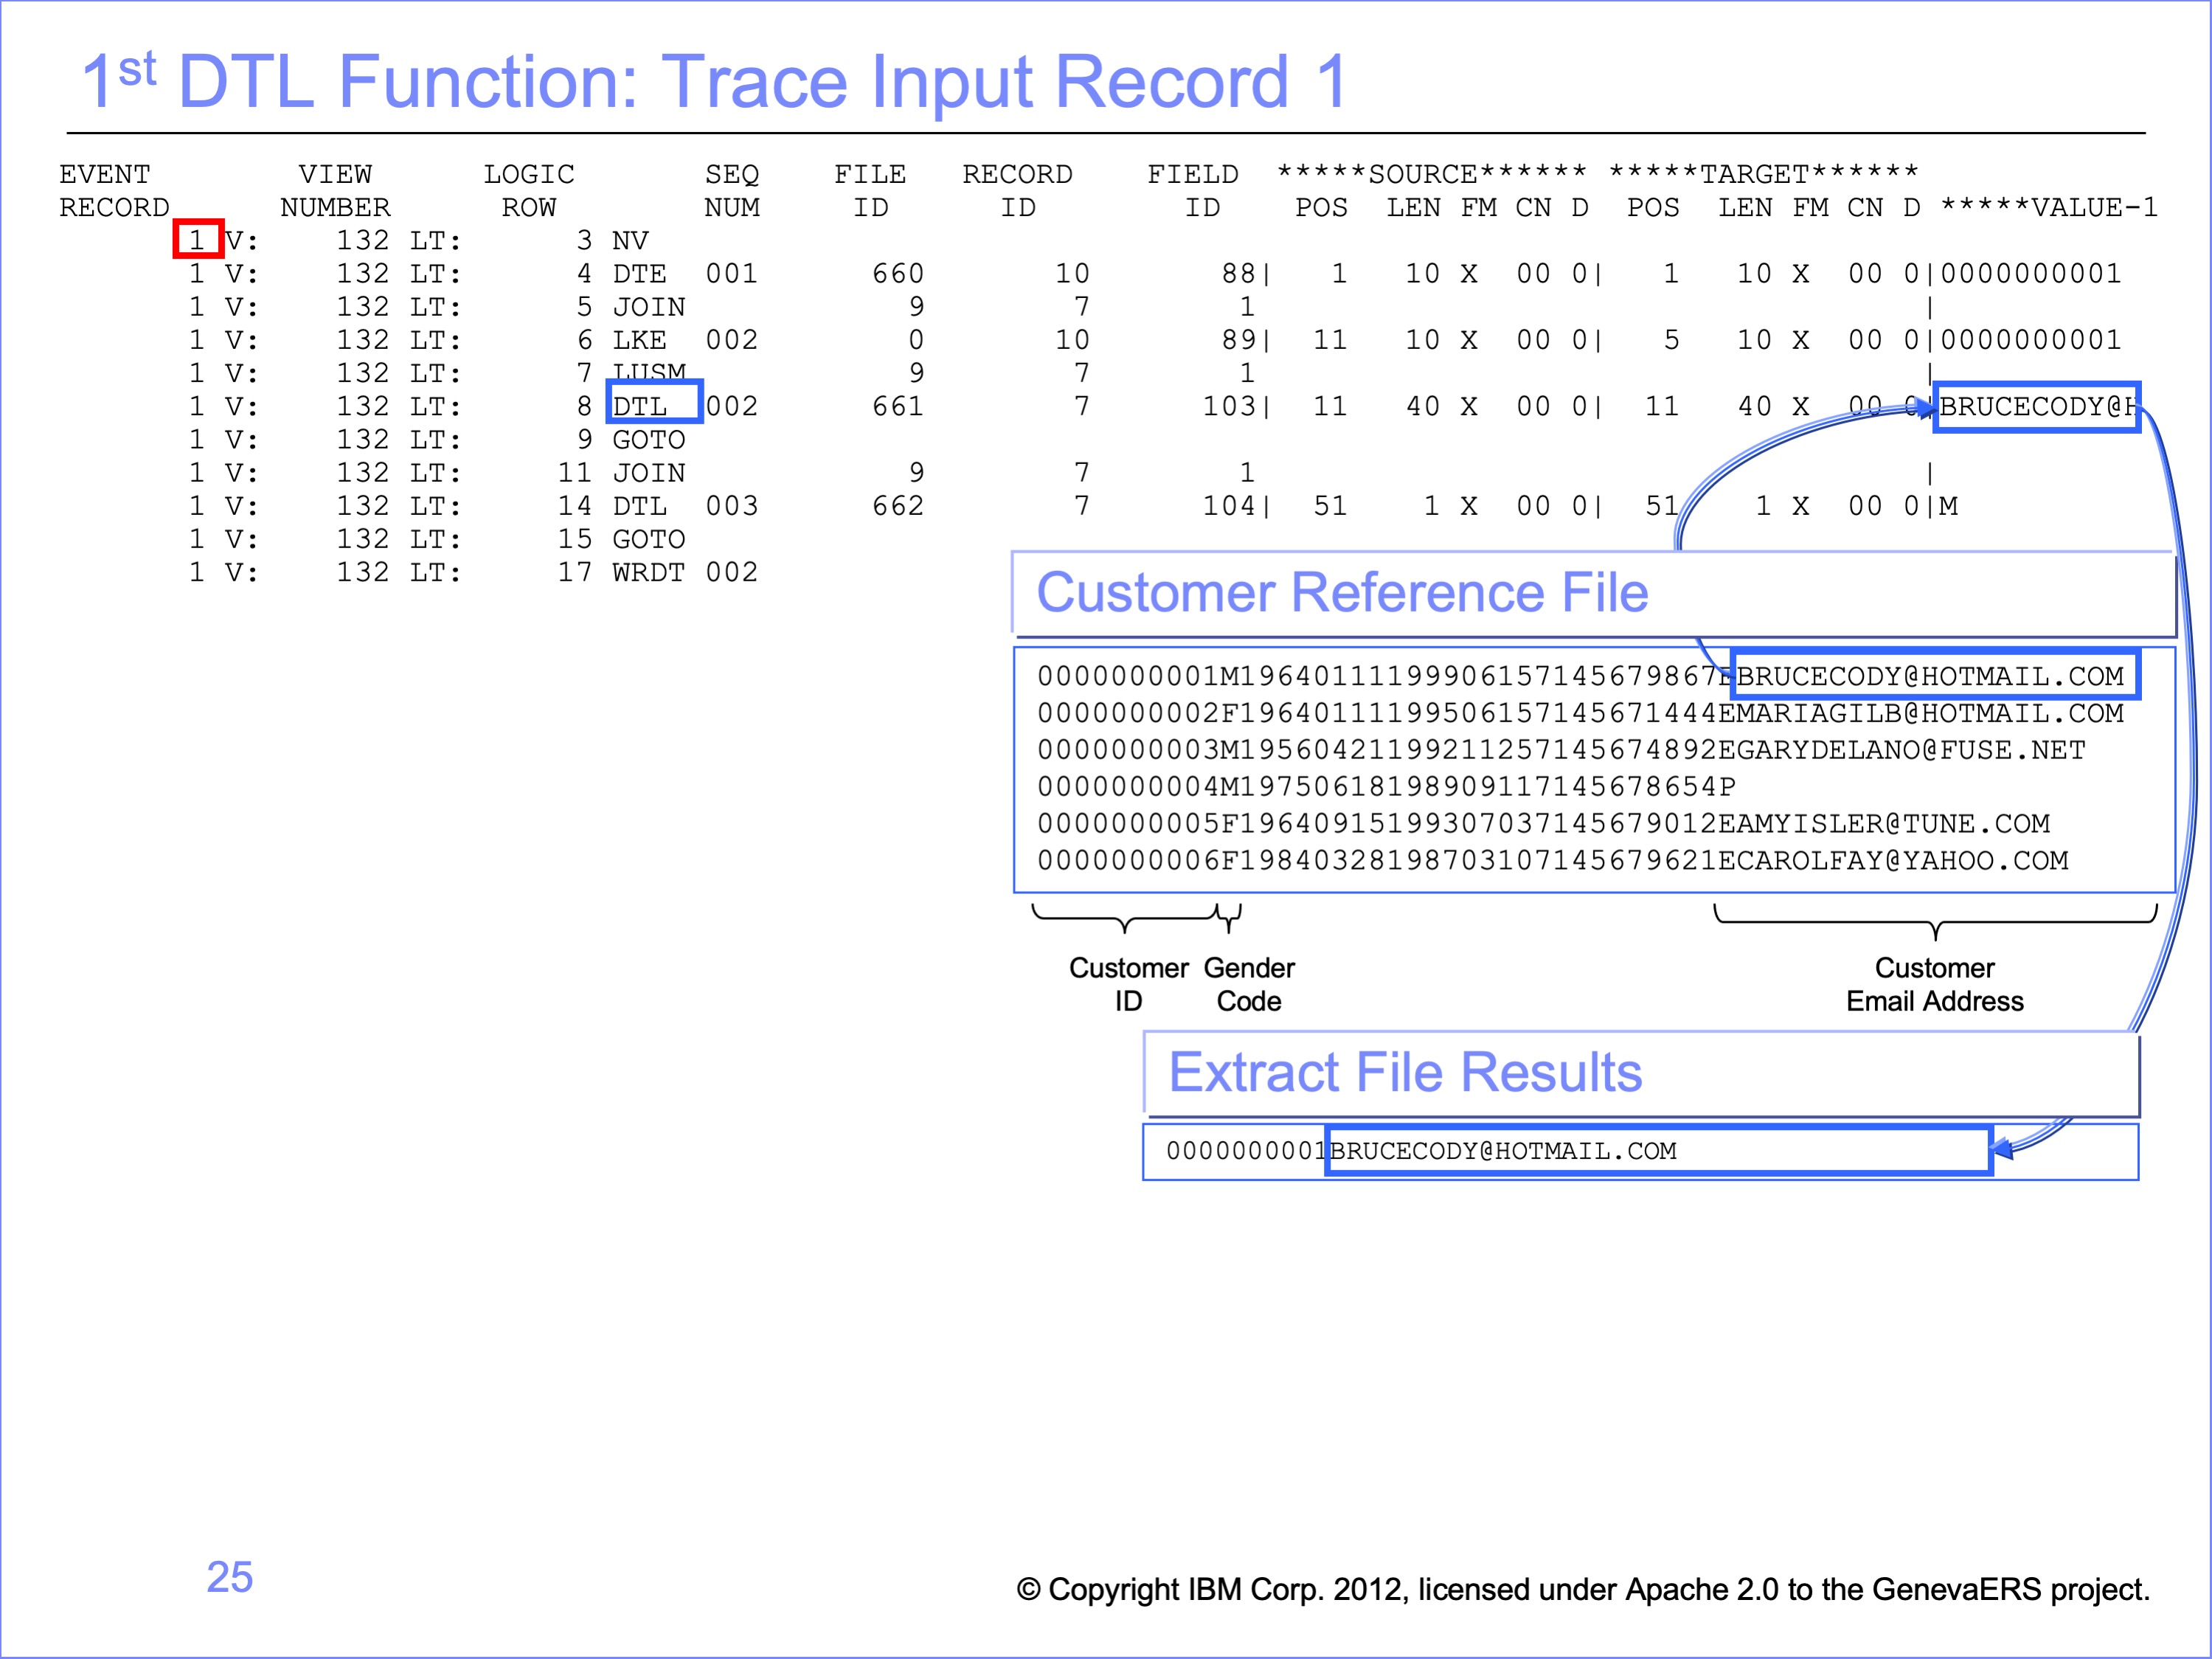 1st DTL Function: Trace Input Record 1
EVENT VIEW LOGIC SEQ FILE RECORD FIELD *****SOURCE****** *****TARGET******
RECORD NUMBER ROW NUM ID ID ID POS LEN FM CN D POS LEN FM CN D *****VALUE-1
1 V: 132 LT: 3 NV
1 V: 132 LT: 4 DTE 001 660 10 88| 1 10 X 00 0| 1 10 X 00 0|0000000001
1 V: 132 LT: 5 JOIN 9 7 1 |
1 V: 132 LT: 6 LKE 002 0 10 89| 11 10 X 00 0| 5 10 X 00 0|0000000001
1 V: 132 LT: 7 LUSM 9 7 1 |
1 V: 132 LT: 8 DTL 002 661 7 103| 11 40 X 00 0| 11 40 X 00 0|BRUCECODY@H
1 V: 132 LT: 9 GOTO
1 V: 132 LT: 11 JOIN 9 7 1 |
1 V: 132 LT: 14 DTL 003 662 7 104| 51 1 X 00 0| 51 1 X 00 0|M
1 V: 132 LT: 15 GOTO
1 V: 132 LT: 17 WRDT 002
Customer Reference File
0000000001M1964011119990615​7145679867EBRUCECODY@HOTMAIL.COM
0000000002F19640111199506157145671444EMARIAGILB@HOTMAIL.COM
0000000003M19560421199211257145674892EGARYDELANO@FUSE.NET
0000000004M19750618198909117145678654P
0000000005F19640915199307037145679012EAMYISLER@TUNE.COM
0000000006F19840328198703107145679621ECAROLFAY@YAHOO.COM
Customer ID
Gender Code
Customer Email Address
Extract File Results
0000000001BRUCECODY@HOTMAIL.COM
25
© Copyright IBM Corp. 2012, licensed under Apache 2.0 to the GenevaERS project.